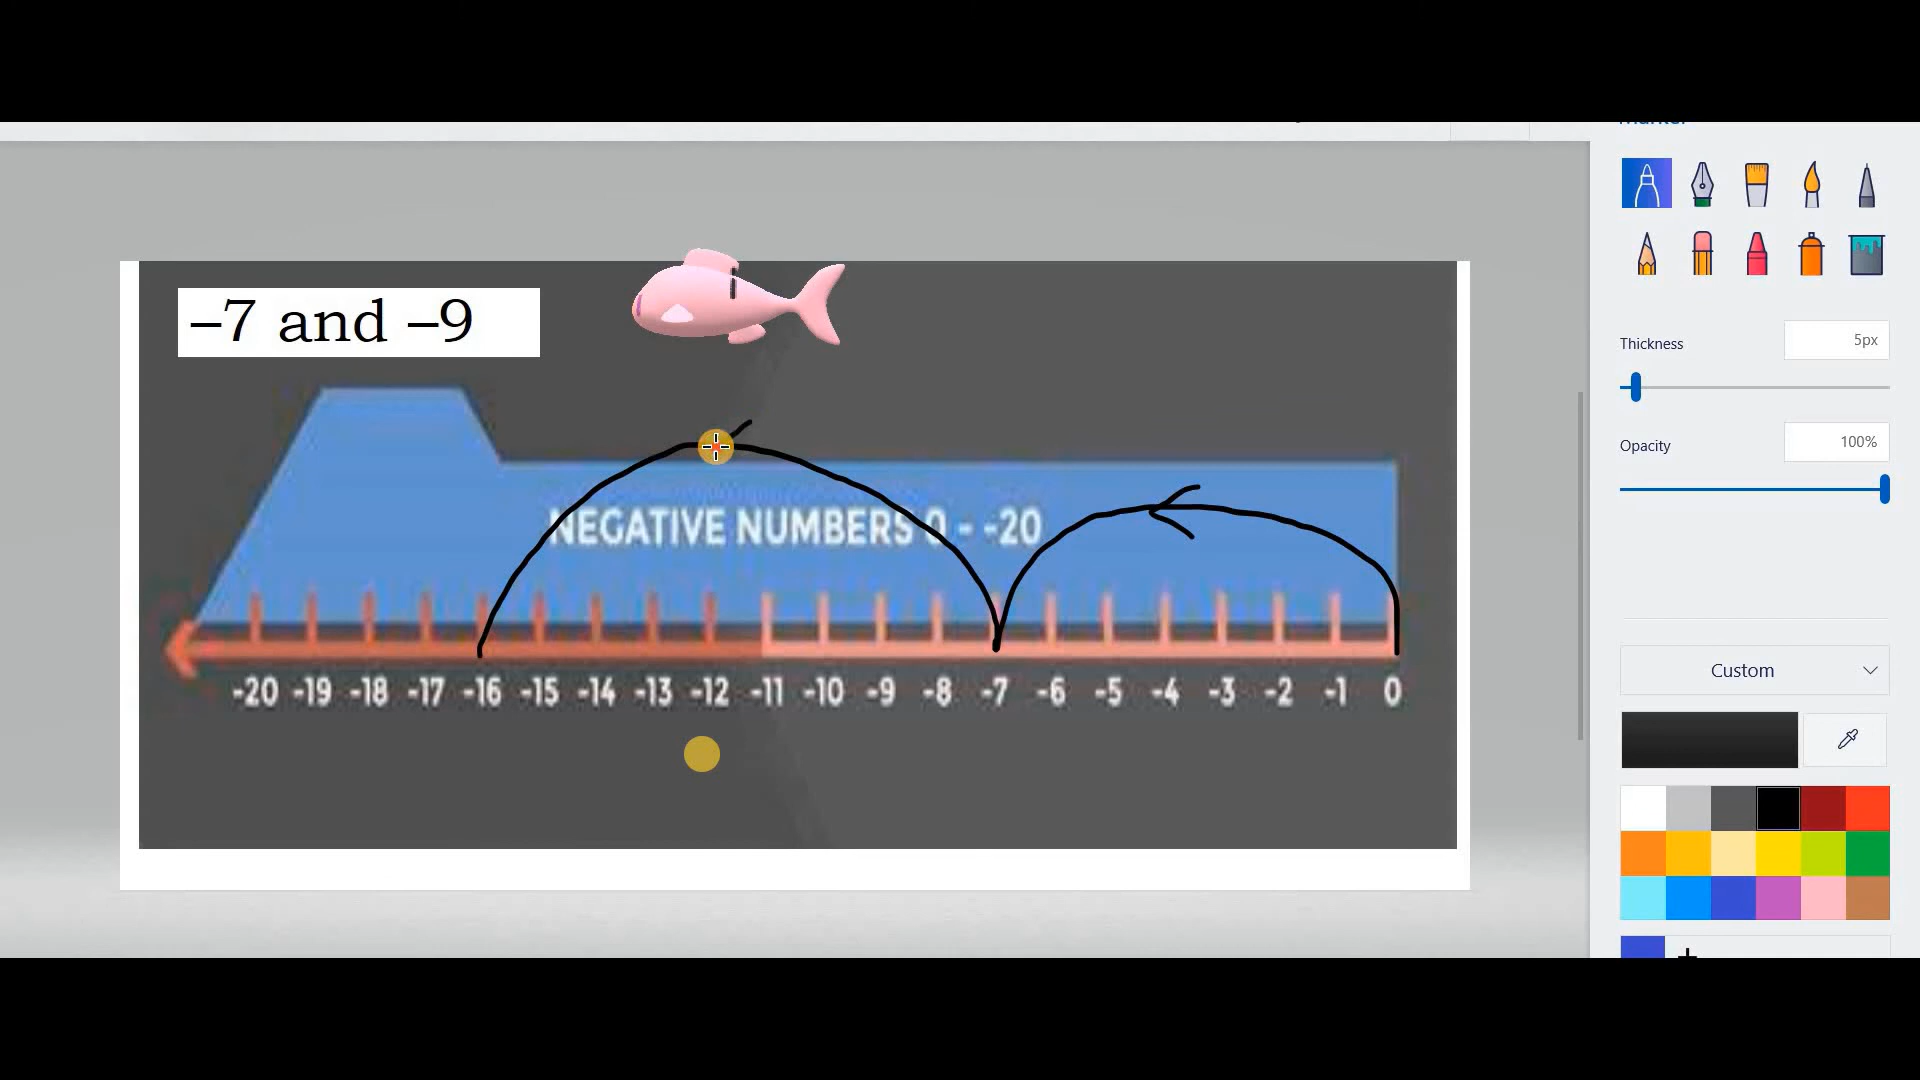 –7 and –9
NEGATIVE NUMBERS 0 - -20
-20 -19 -18 -17 -16 -15 -14 -13 -12 -11 -10 -9 -8 -7 -6 -5 -4 -3 -2 -1 0
Thickness
5px
Opacity
100%
Custom